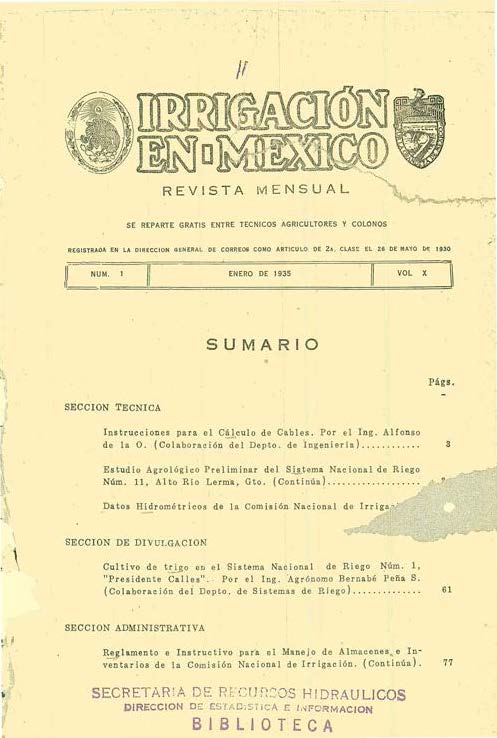 11
IRRIGACIÓN
EN-MEXICO
REVISTA MENSUAL
SE REPARTE GRATIS ENTRE TECNICOS AGRICULTORES Y COLONOS
REGISTRADA EN LA DIRECCION GENERAL DE CORREOS COMO ARTICULO DE 2a. CLASE EL 26 DE MAYO DE 1930
NUM. 1 ENERO DE 1935 VOL X
SUMARIO
Págs.
SECCION TECNICA
Instrucciones para el Cálculo de Cables. Por el Ing. Alfonso
de la O. (Colaboración del Depto. de Ingeniería)............ 3
Estudio Agrológico Preliminar del Sistema Nacional de Riego
Núm. 11, Alto Río Lerma, Gto. (Continúa)................
Datos Hidrométricos de la Comisión Nacional de Irriga
SECCION DE DIVULGACION
Cultivo de trigo en el Sistema Nacional de Riego Núm. 1,
"Presidente Calles". Por el Ing. Agrónomo Bernabé Peña S.
(Colaboración del Depto. de Sistemas de Riego).............. 61
SECCION ADMINISTRATIVA
Reglamento e Instructivo para el Manejo de Almacenes e In-
ventarios de la Comisión Nacional de Irrigación. (Continúa). 77
SECRETARIA DE RECURSOS HIDRAULICOS
DIRECCION DE ESTADISTICA E INFORMACION
BIBLIOTECA